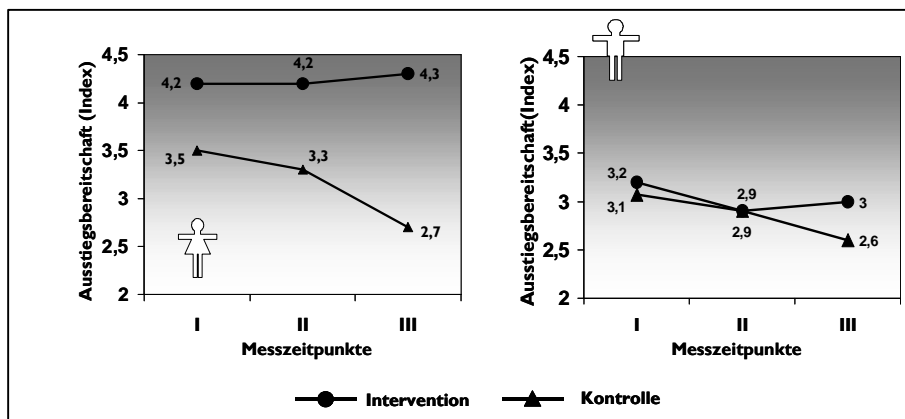 Ausstiegsbereitschaft (Index)
4,5
4
3,5
3
2,5
2
4,2
4,2
4,3
3,5
3,3
2,7
I
II
III
Messzeitpunkte
Ausstiegsbereitschaft(Index)
4,5
4
3,5
3
2,5
2
3,2
2,9
3
3,1
2,9
2,6
I
II
III
Messzeitpunkte
Intervention
Kontrolle